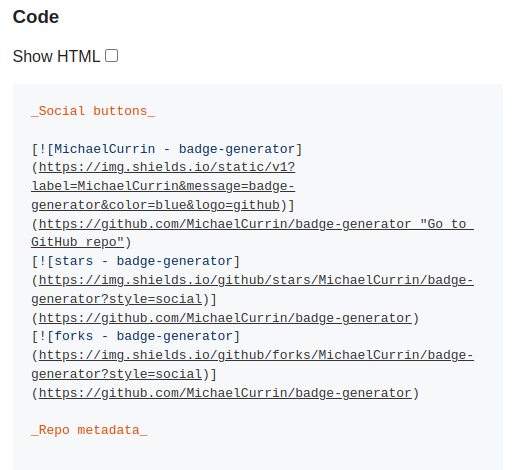 Code
Show HTML
_Social buttons_
[![MichaelCurrin - badge-generator]
(https://img.shields.io/static/v1?
label=MichaelCurrin&message=badge-
generator&color=blue&logo=github)]
(https://github.com/MichaelCurrin/badge-generator "Go to
GitHub repo")
[![stars - badge-generator]
(https://img.shields.io/github/stars/MichaelCurrin/badge-
generator?style=social)]
(https://github.com/MichaelCurrin/badge-generator)
[![forks - badge-generator]
(https://img.shields.io/github/forks/MichaelCurrin/badge-
generator?style=social)]
(https://github.com/MichaelCurrin/badge-generator)
_Repo metadata_